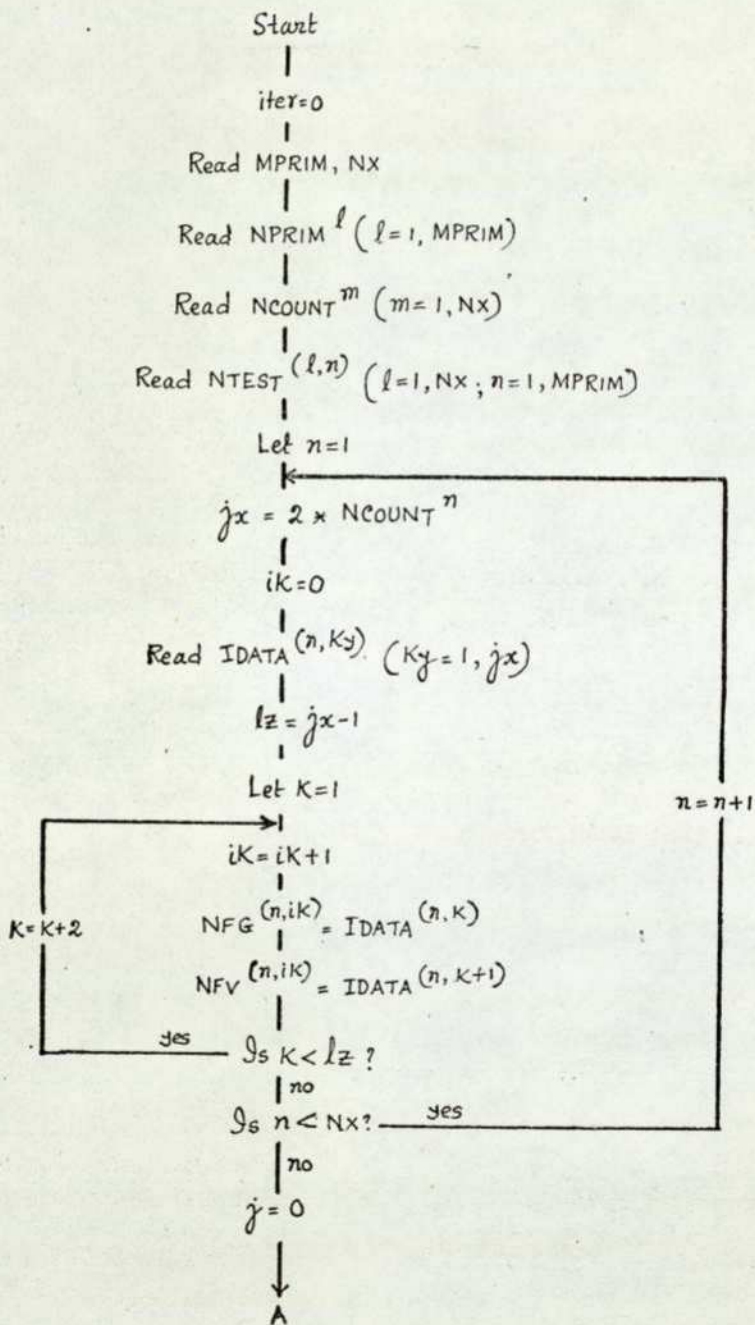 Start
iter=0
Read MPRIM, NX
Read NPRIM^l (l=1, MPRIM)
Read NCOUNT^m (m=1, NX)
Read NTEST^(l,n) (l=1, NX ; n=1, MPRIM)
Let n=1
jx = 2 * NCOUNT^n
iK=0
Read IDATA^(n,Ky). (Ky=1, jx)
lz=jx-1
Let K=1
n=n+1
iK=iK+1
K=K+2
NFG^(n,iK) = IDATA^(n,K)
NFV^(n,iK) = IDATA^(n,K+1)
yes
Is K<lz ?
no
Is n<NX?
yes
no
j=0
A